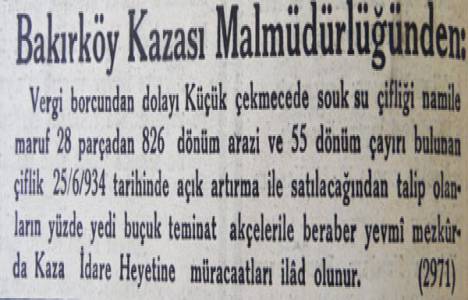 Bakırköy Kazası Malmüdürlüğünden:
Vergi borcundan dolayı Küçük çekmecede souk su çifliği namile
maruf 28 parçadan 826 dönüm arazi ve 55 dönüm çayırı bulunan
çiflik 25/6/934 tarihinde açık artırma ile satılacağından talip olan-
ların yüzde yedi buçuk teminat akçelerile beraber yevmî mezkûr-
da Kaza İdare Heyetine müracaatları ilâd olunur. (2971)